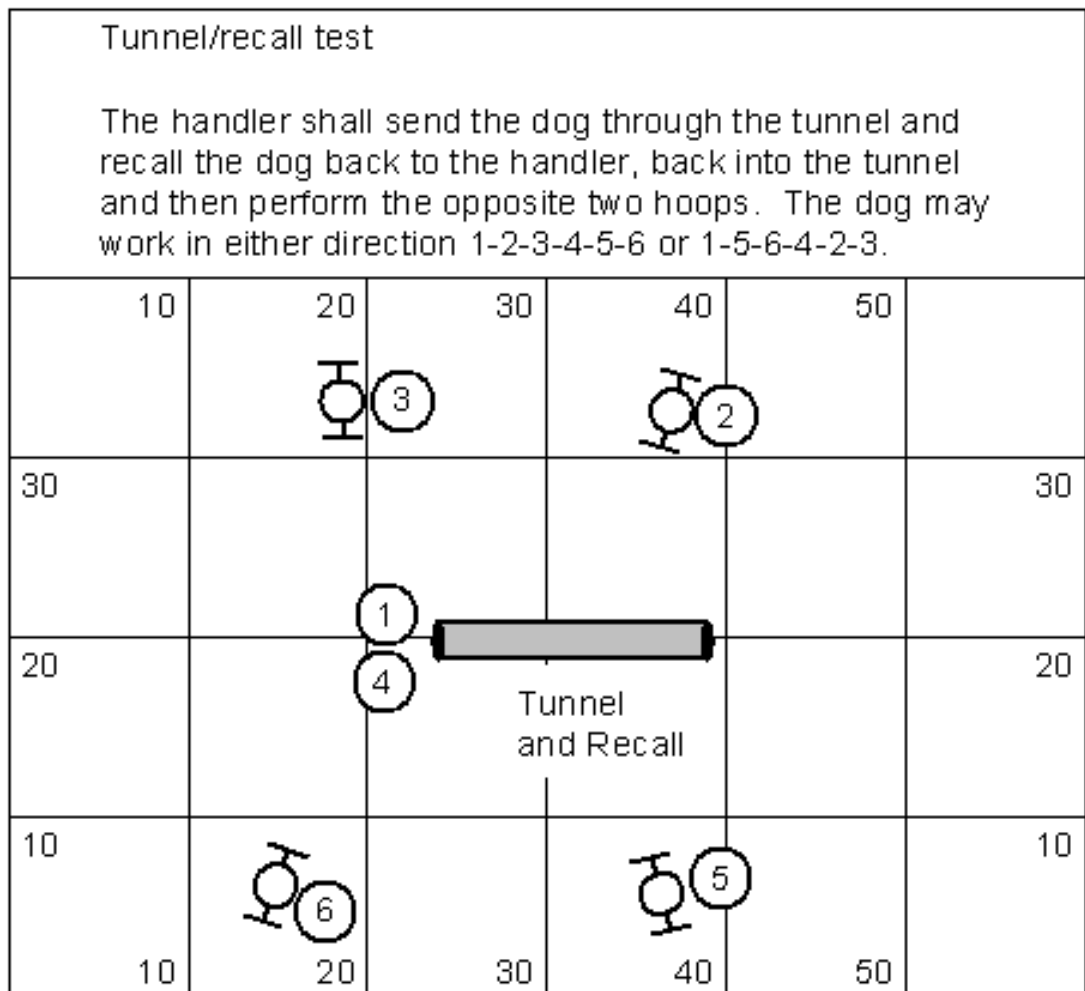 Tunnel/recall test
The handler shall send the dog through the tunnel and
recall the dog back to the handler, back into the tunnel
and then perform the opposite two hoops.  The dog may
work in either direction 1-2-3-4-5-6 or 1-5-6-4-2-3.
10 20 30 40 50
3 2
30 30
1
20 20
4
Tunnel
and Recall
10 10
5
6
10 20 30 40 50